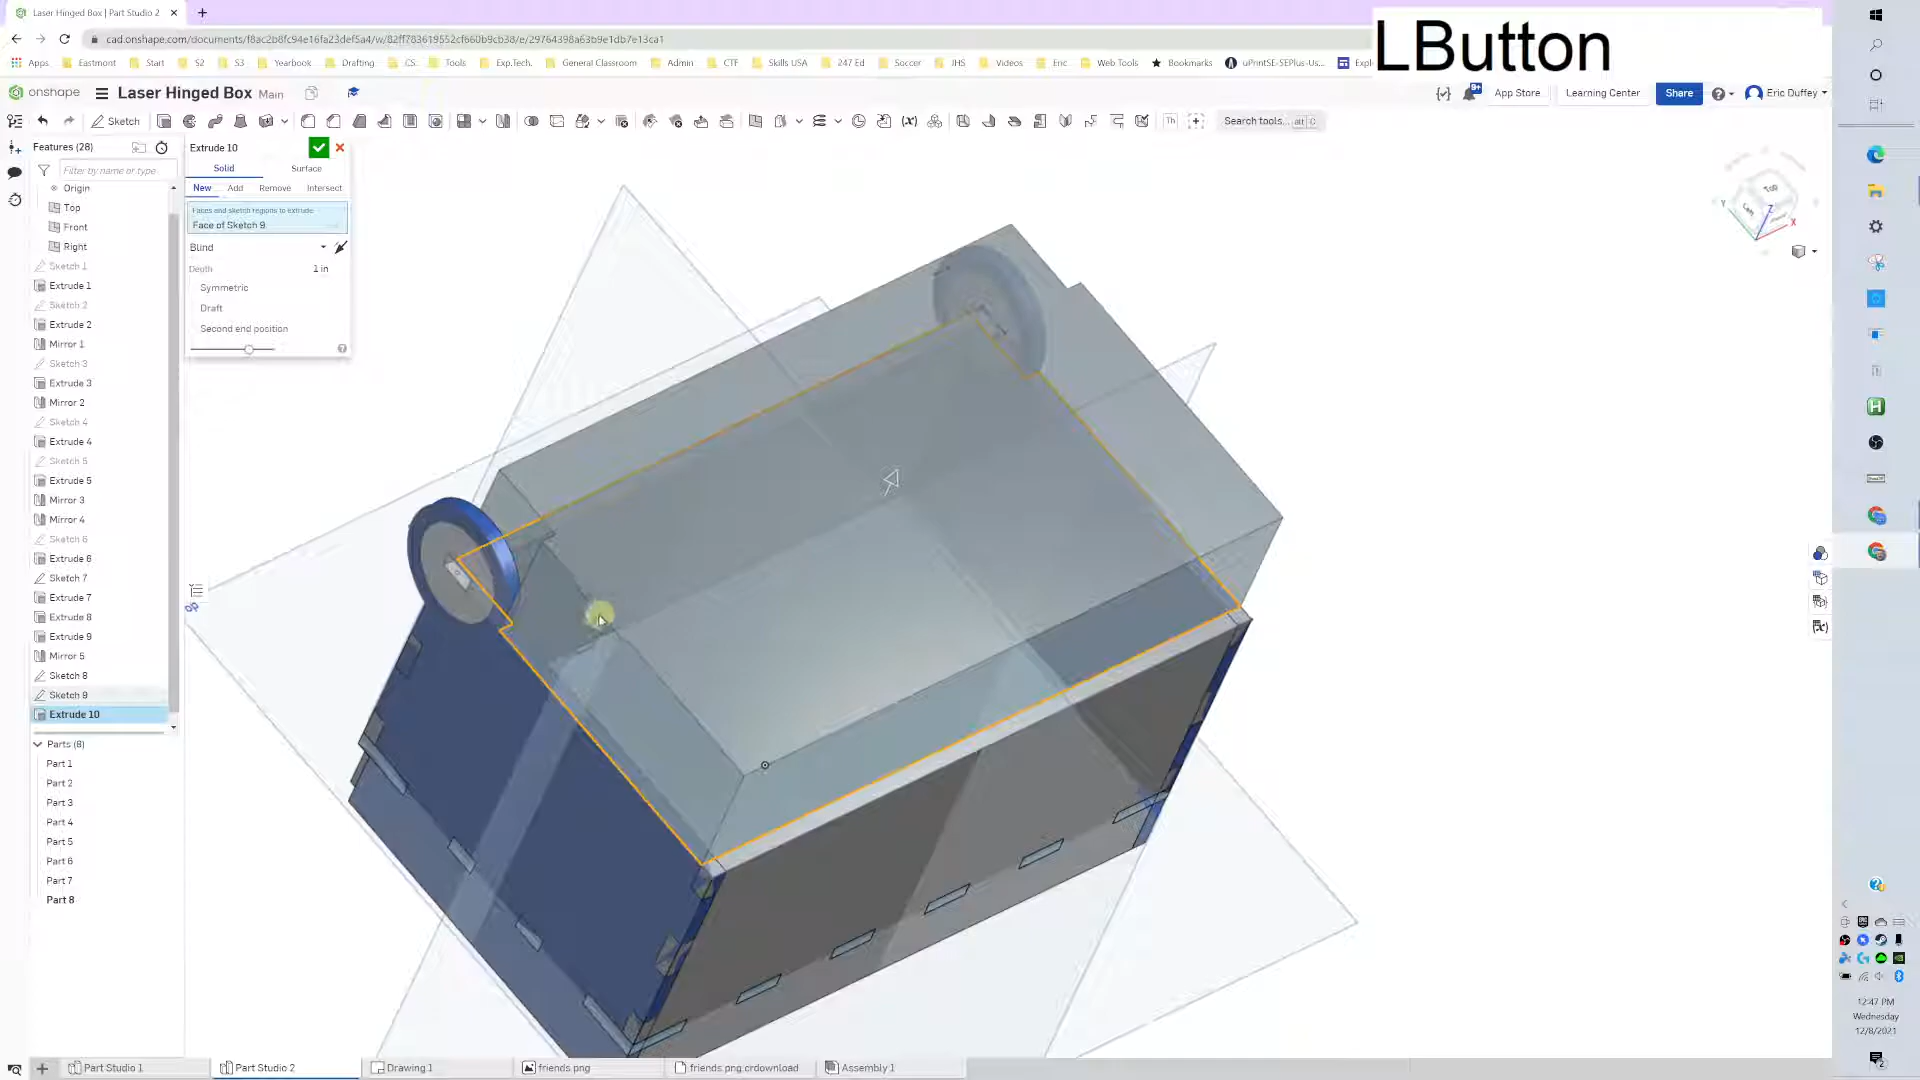 Laser Hinged Box | Part Studio 2
LButton
cad.onshape.com/documents/f8ac2b8fc94e16fa23def5a4/w/82ff783619552cf660b9cb38/e/29764398a63b9e1db7e13ca1
Apps Eastmont Start S2 S3 Yearbook Drafting CS Tools Exp.Tech. General Classroom Admin CTF Skills USA 247 Ed Soccer JHS Videos Eric Web Tools Bookmarks uPrintSE-SEPlus-Us...
onshape Laser Hinged Box Main
9+ App Store Learning Center Share Eric Duffey
Sketch
Search tools... alt C
Features (28)
Filter by name or type
Origin
Top
Front
Right
Sketch 1
Extrude 1
Sketch 2
Extrude 2
Mirror 1
Sketch 3
Extrude 3
Mirror 2
Sketch 4
Extrude 4
Sketch 5
Extrude 5
Mirror 3
Mirror 4
Sketch 6
Extrude 6
Sketch 7
Extrude 7
Extrude 8
Extrude 9
Mirror 5
Sketch 8
Sketch 9
Extrude 10
Parts (8)
Part 1
Part 2
Part 3
Part 4
Part 5
Part 6
Part 7
Part 8
Extrude 10
Solid Surface
New Add Remove Intersect
Faces and sketch regions to extrude
Face of Sketch 9
Blind
Depth 1 in
Symmetric
Draft
Second end position
Top
Left
Y Z X
op
Part Studio 1 Part Studio 2 Drawing 1 friends.png friends.png.crdownload Assembly 1
12:47 PM
Wednesday
12/8/2021
2